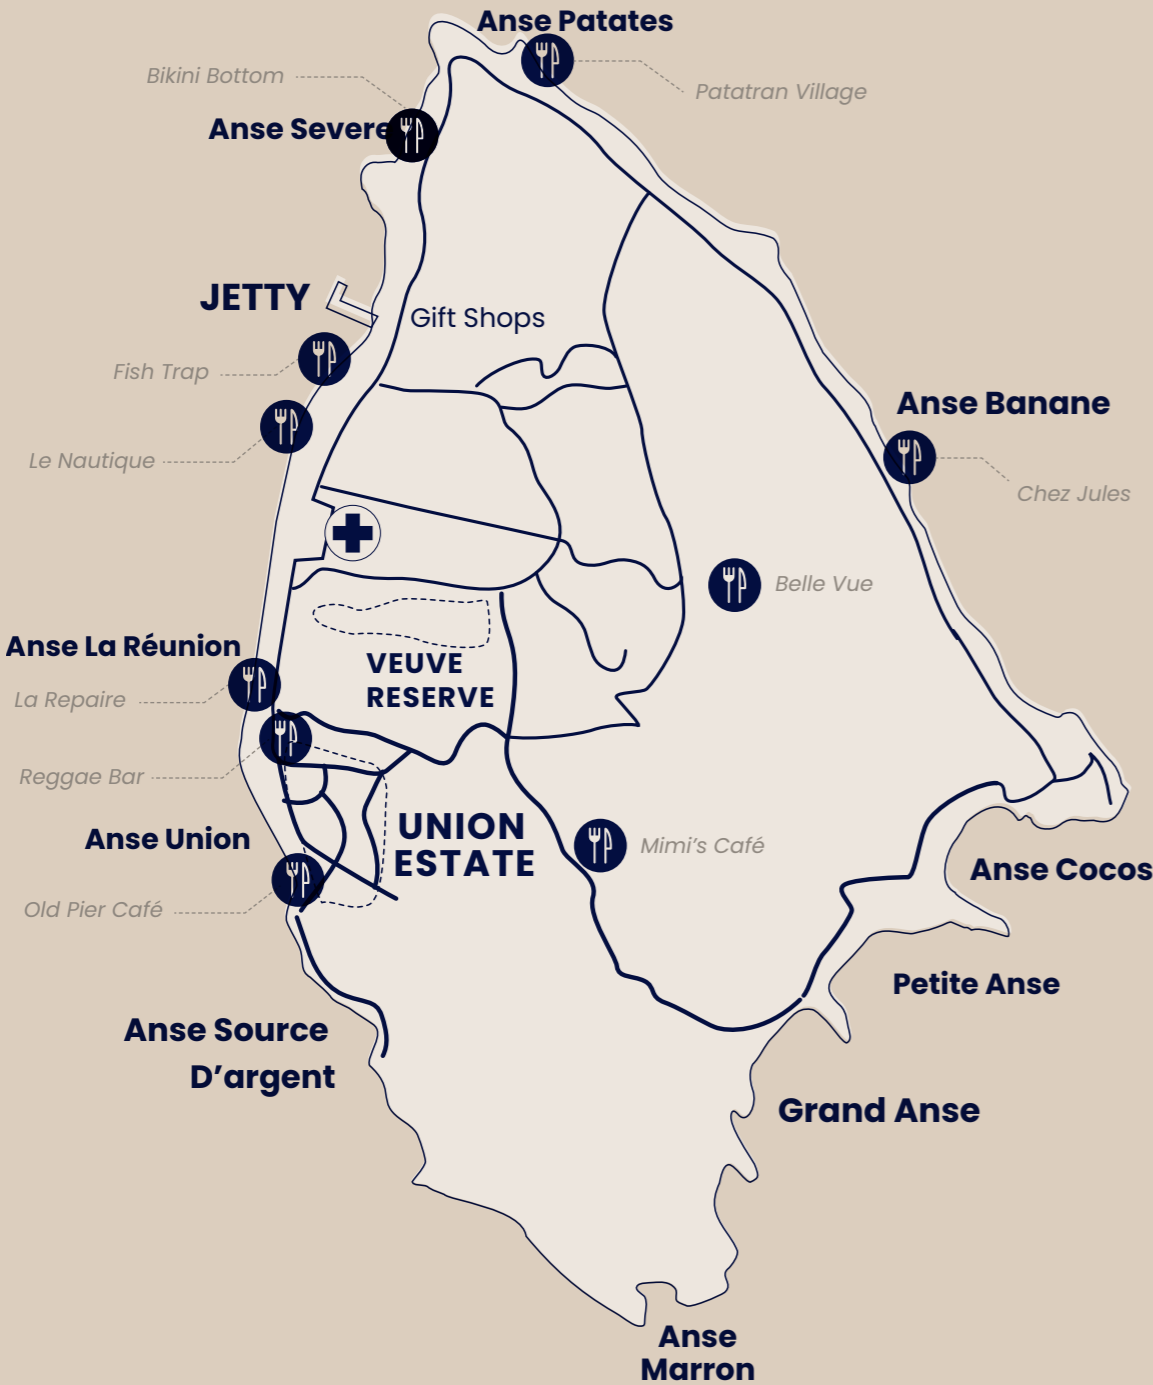 Anse Patates
Bikini Bottom
Patatran Village
Anse Severe
JETTY
Gift Shops
Fish Trap
Anse Banane
Le Nautique
Chez Jules
Belle Vue
Anse La Réunion
VEUVE
RESERVE
La Repaire
Reggae Bar
UNION
ESTATE
Anse Union
Mimi’s Café
Anse Cocos
Old Pier Café
Petite Anse
Anse Source
D’argent
Grand Anse
Anse
Marron